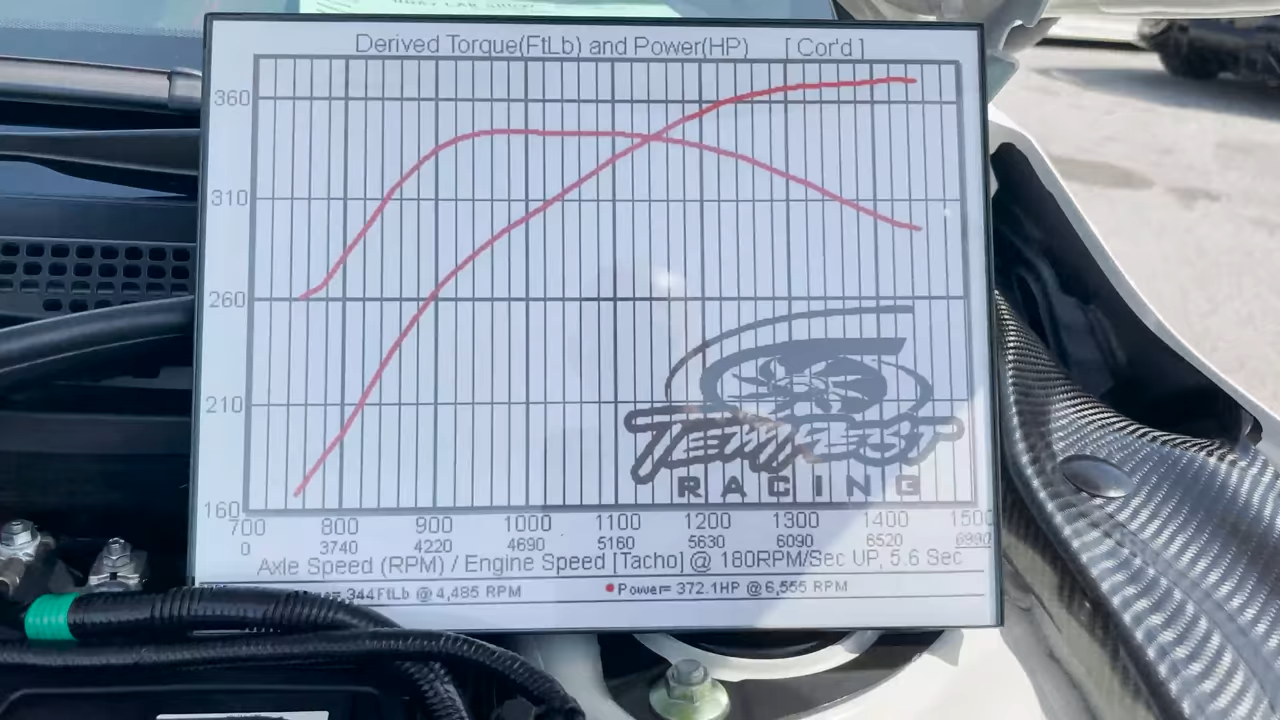 Derived Torque(FtLb) and Power(HP) [ Cor'd ]
360
310
260
210
160
700 800 900 1000 1100 1200 1300 1400 1500
0 3740 4220 4690 5160 5630 6090 6520 6990
Axle Speed (RPM) / Engine Speed [Tacho] @ 180RPM/Sec UP, 5.6 Sec
= 344FtLb @ 4,485 RPM Power= 372.1HP @ 6,555 RPM
TEMPEST
RACING